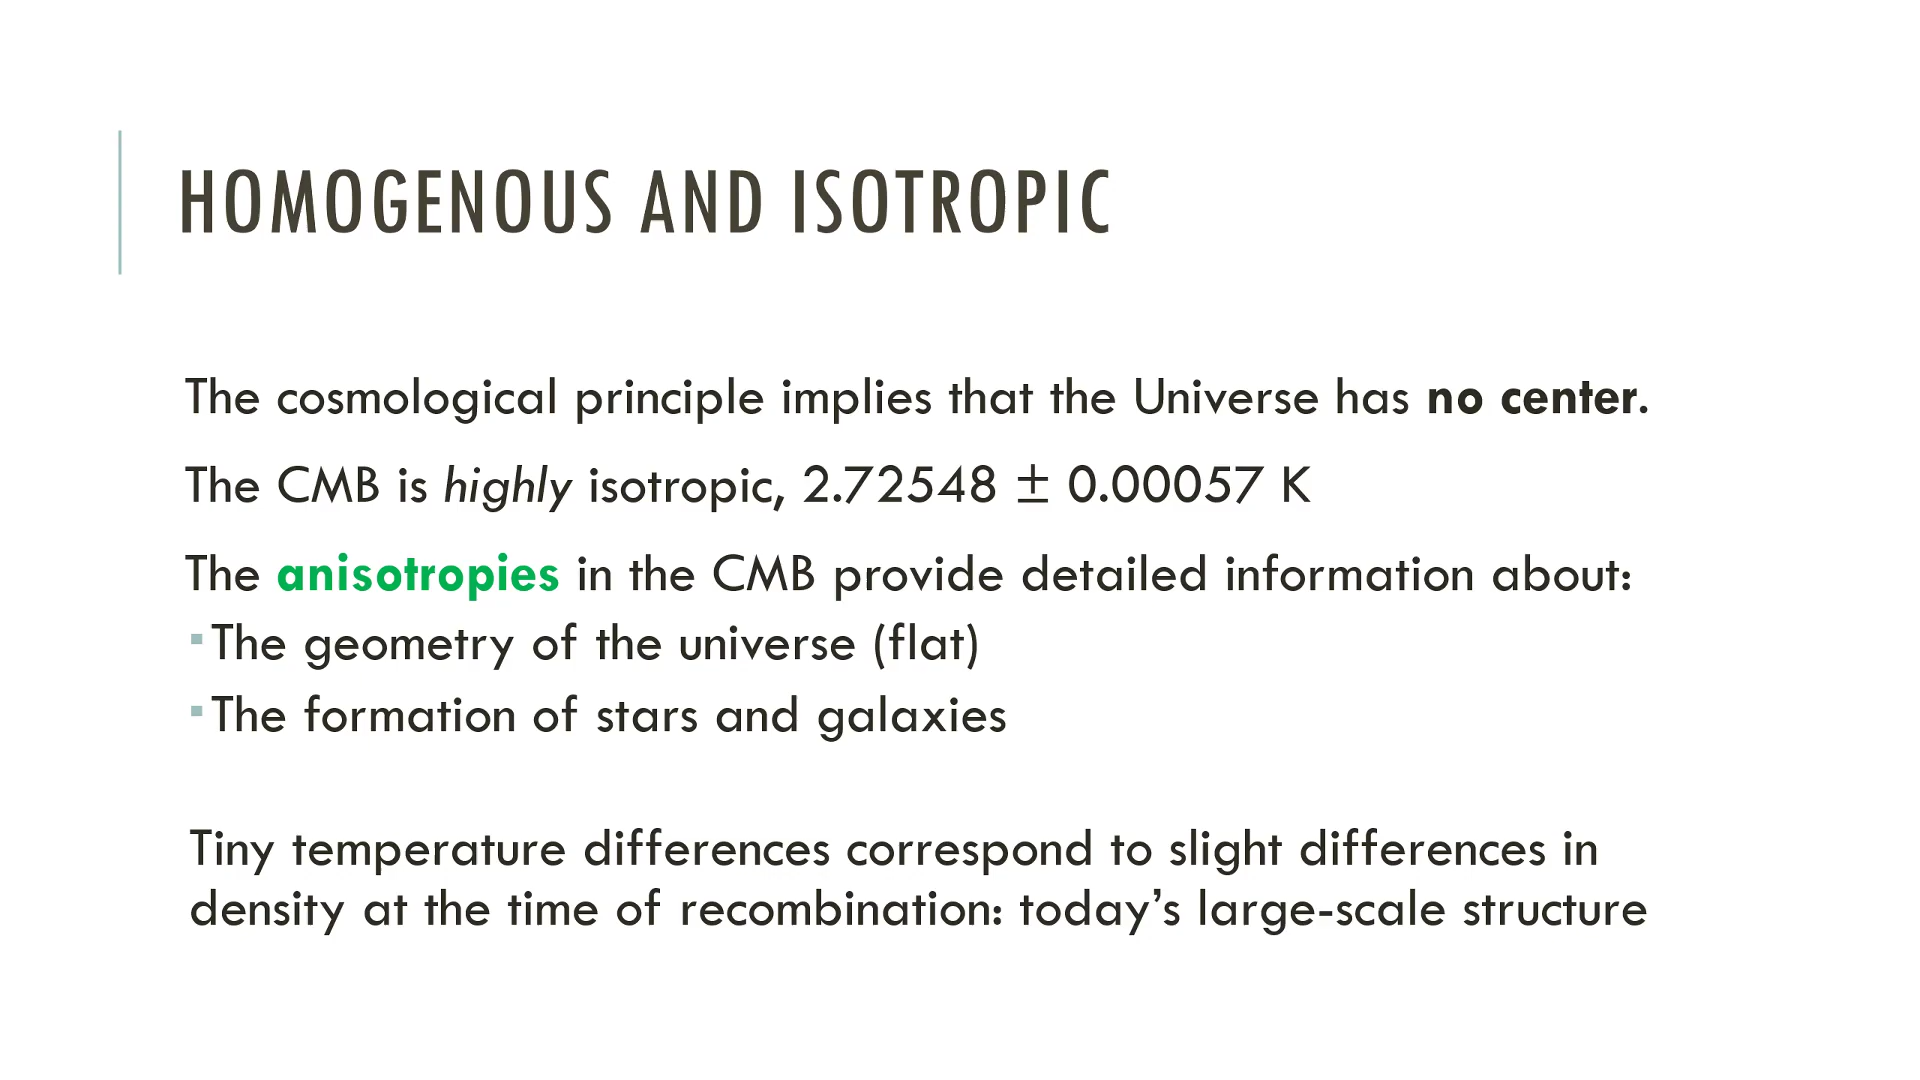 HOMOGENOUS AND ISOTROPIC
The cosmological principle implies that the Universe has no center.
The CMB is highly isotropic, 2.72548 ± 0.00057 K
The anisotropies in the CMB provide detailed information about:
▪ The geometry of the universe (flat)
▪ The formation of stars and galaxies
Tiny temperature differences correspond to slight differences in
density at the time of recombination: today’s large-scale structure